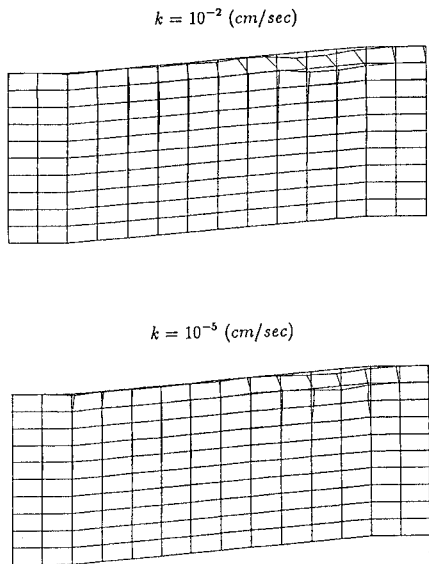 k = 10⁻² (cm/sec)
k = 10⁻⁵ (cm/sec)